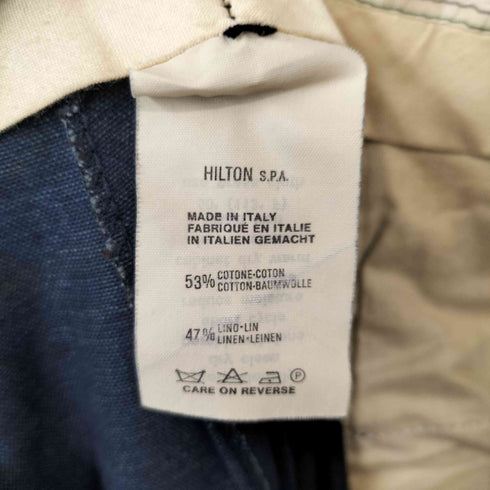 HILTON S.P.A.
MADE IN ITALY
FABRIQUÉ EN ITALIE
IN ITALIEN GEMACHT
53% COTONE-COTON
COTTON-BAUMWOLLE
47% LINO-LIN
LINEN-LEINEN
P
CARE ON REVERSE